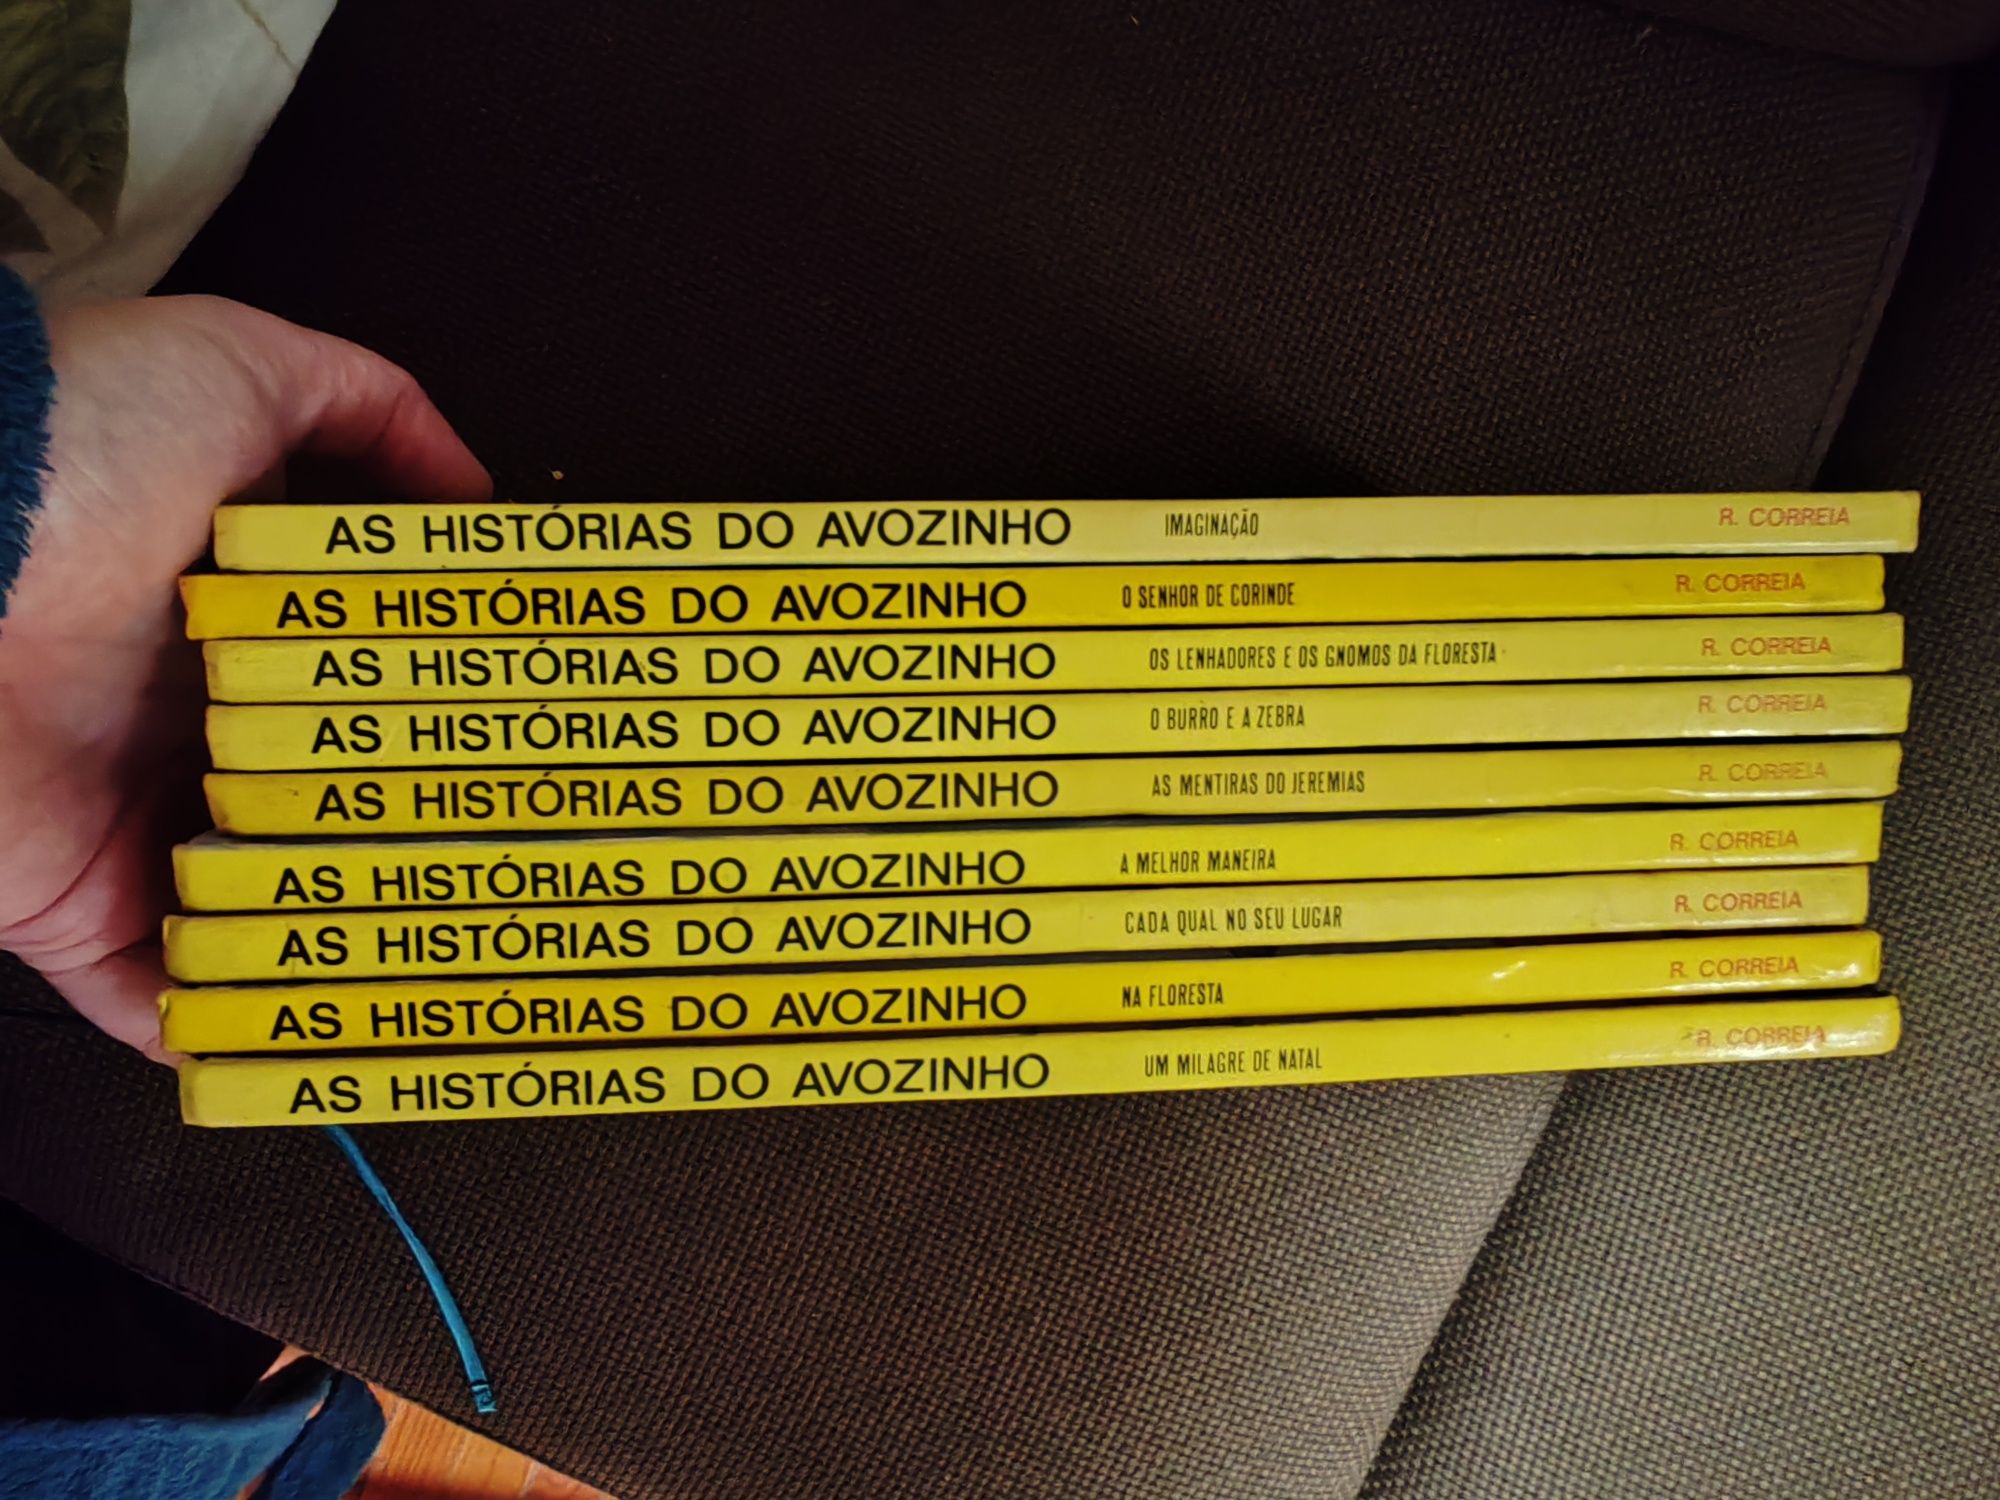 AS HISTÓRIAS DO AVOZINHO IMAGINAÇÃO R. CORREIA
AS HISTÓRIAS DO AVOZINHO O SENHOR DE CORINDE R. CORREIA
AS HISTÓRIAS DO AVOZINHO OS LENHADORES E OS GNOMOS DA FLORESTA R. CORREIA
AS HISTÓRIAS DO AVOZINHO O BURRO E A ZEBRA R. CORREIA
AS HISTÓRIAS DO AVOZINHO AS MENTIRAS DO JEREMIAS R. CORREIA
AS HISTÓRIAS DO AVOZINHO A MELHOR MANEIRA R. CORREIA
AS HISTÓRIAS DO AVOZINHO CADA QUAL NO SEU LUGAR R. CORREIA
AS HISTÓRIAS DO AVOZINHO NA FLORESTA R. CORREIA
AS HISTÓRIAS DO AVOZINHO UM MILAGRE DE NATAL R. CORREIA